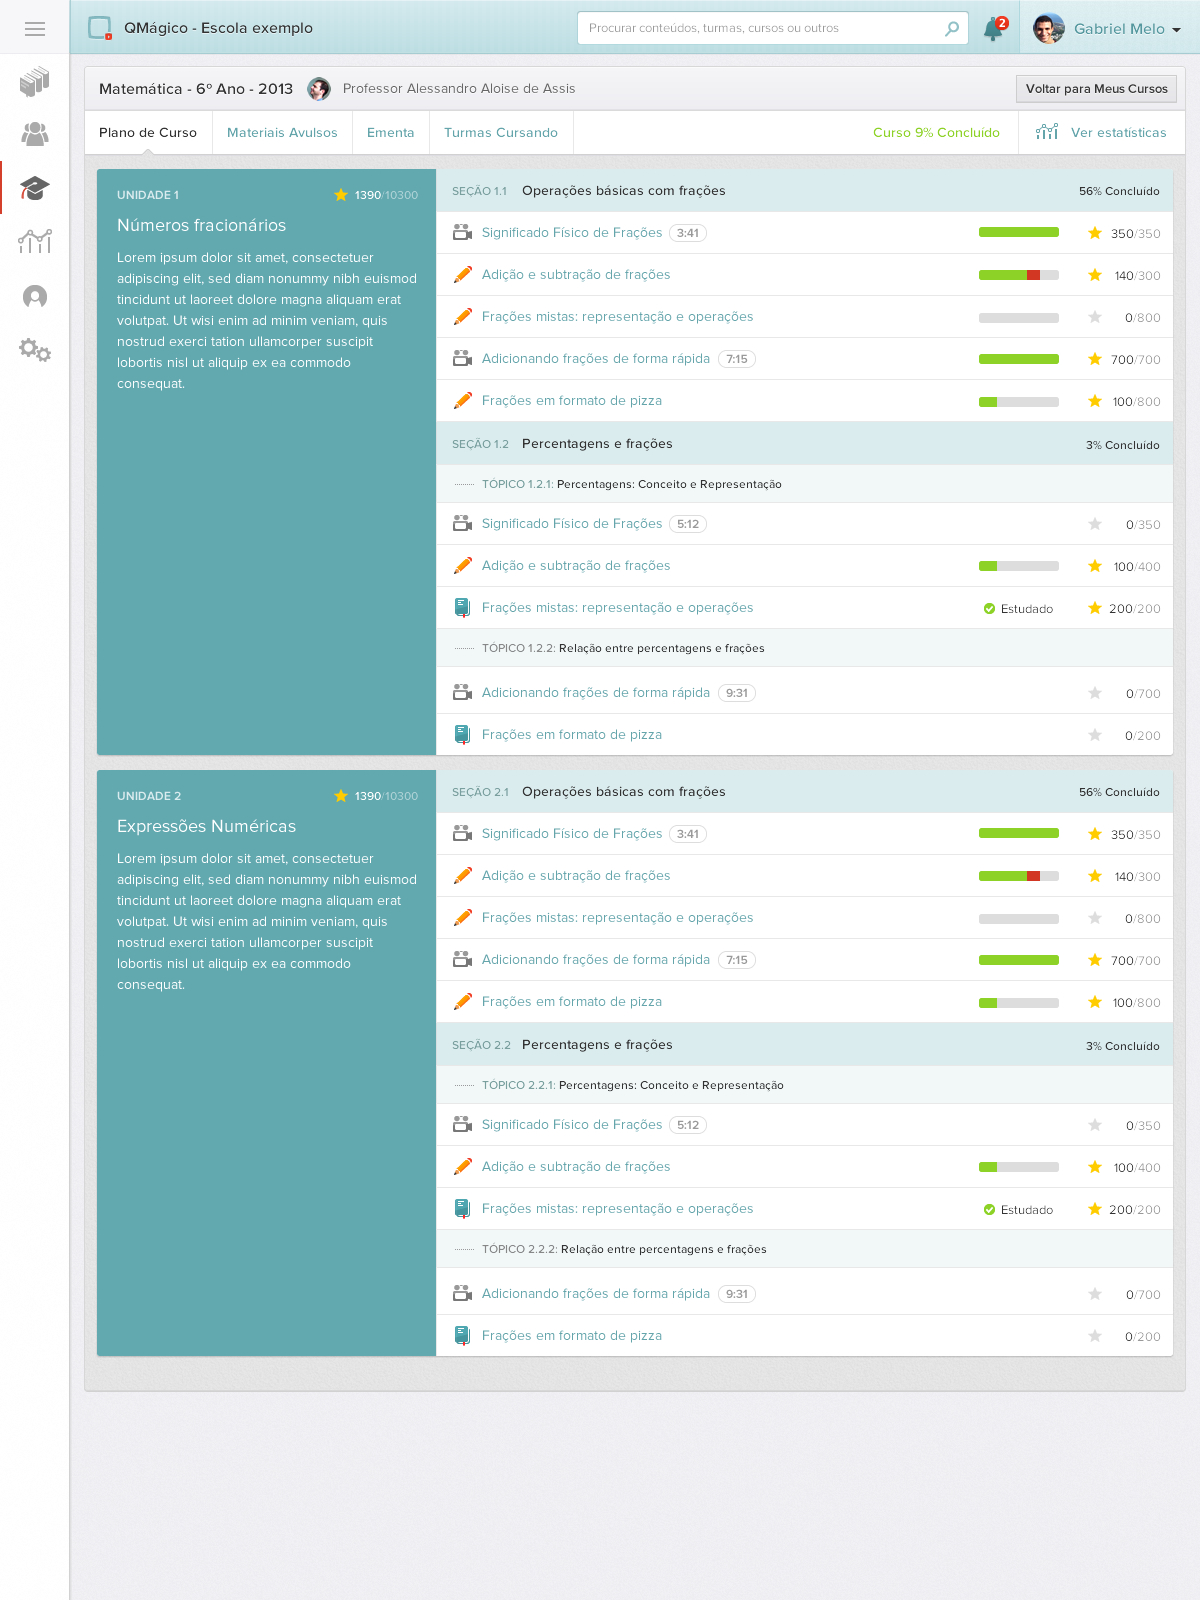 QMágico - Escola exemplo
Procurar conteúdos, turmas, cursos ou outros
2
Gabriel Melo
Matemática - 6º Ano - 2013
Professor Alessandro Aloise de Assis
Voltar para Meus Cursos
Plano de Curso
Materiais Avulsos
Ementa
Turmas Cursando
Curso 9% Concluído
Ver estatísticas
UNIDADE 1
1390/10300
Números fracionários
Lorem ipsum dolor sit amet, consectetuer
adipiscing elit, sed diam nonummy nibh euismod
tincidunt ut laoreet dolore magna aliquam erat
volutpat. Ut wisi enim ad minim veniam, quis
nostrud exerci tation ullamcorper suscipit
lobortis nisl ut aliquip ex ea commodo
consequat.
SEÇÃO 1.1 Operações básicas com frações 56% Concluído
Significado Físico de Frações 3:41 350/350
Adição e subtração de frações 140/300
Frações mistas: representação e operações 0/800
Adicionando frações de forma rápida 7:15 700/700
Frações em formato de pizza 100/800
SEÇÃO 1.2 Percentagens e frações 3% Concluído
TÓPICO 1.2.1: Percentagens: Conceito e Representação
Significado Físico de Frações 5:12 0/350
Adição e subtração de frações 100/400
Frações mistas: representação e operações Estudado 200/200
TÓPICO 1.2.2: Relação entre percentagens e frações
Adicionando frações de forma rápida 9:31 0/700
Frações em formato de pizza 0/200
UNIDADE 2
1390/10300
Expressões Numéricas
Lorem ipsum dolor sit amet, consectetuer
adipiscing elit, sed diam nonummy nibh euismod
tincidunt ut laoreet dolore magna aliquam erat
volutpat. Ut wisi enim ad minim veniam, quis
nostrud exerci tation ullamcorper suscipit
lobortis nisl ut aliquip ex ea commodo
consequat.
SEÇÃO 2.1 Operações básicas com frações 56% Concluído
Significado Físico de Frações 3:41 350/350
Adição e subtração de frações 140/300
Frações mistas: representação e operações 0/800
Adicionando frações de forma rápida 7:15 700/700
Frações em formato de pizza 100/800
SEÇÃO 2.2 Percentagens e frações 3% Concluído
TÓPICO 2.2.1: Percentagens: Conceito e Representação
Significado Físico de Frações 5:12 0/350
Adição e subtração de frações 100/400
Frações mistas: representação e operações Estudado 200/200
TÓPICO 2.2.2: Relação entre percentagens e frações
Adicionando frações de forma rápida 9:31 0/700
Frações em formato de pizza 0/200